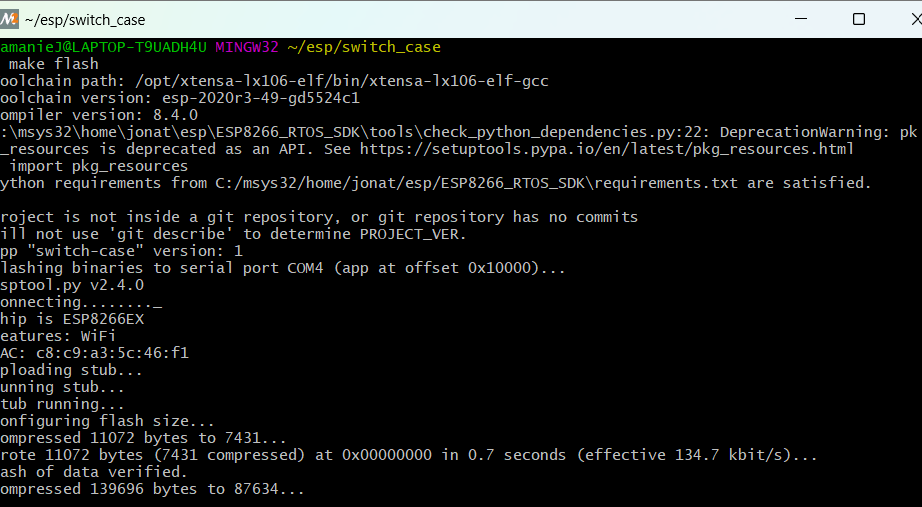 ~/esp/switch_case
amanieJ@LAPTOP-T9UADH4U MINGW32 ~/esp/switch_case
make flash
oolchain path: /opt/xtensa-lx106-elf/bin/xtensa-lx106-elf-gcc
oolchain version: esp-2020r3-49-gd5524c1
ompiler version: 8.4.0
:\msys32\home\jonat\esp\ESP8266_RTOS_SDK\tools\check_python_dependencies.py:22: DeprecationWarning: pk
_resources is deprecated as an API. See https://setuptools.pypa.io/en/latest/pkg_resources.html
import pkg_resources
ython requirements from C:/msys32/home/jonat/esp/ESP8266_RTOS_SDK\requirements.txt are satisfied.
roject is not inside a git repository, or git repository has no commits
ill not use 'git describe' to determine PROJECT_VER.
pp "switch-case" version: 1
lashing binaries to serial port COM4 (app at offset 0x10000)...
sptool.py v2.4.0
onnecting........_
hip is ESP8266EX
eatures: WiFi
AC: c8:c9:a3:5c:46:f1
ploading stub...
unning stub...
tub running...
onfiguring flash size...
ompressed 11072 bytes to 7431...
rote 11072 bytes (7431 compressed) at 0x00000000 in 0.7 seconds (effective 134.7 kbit/s)...
ash of data verified.
ompressed 139696 bytes to 87634...